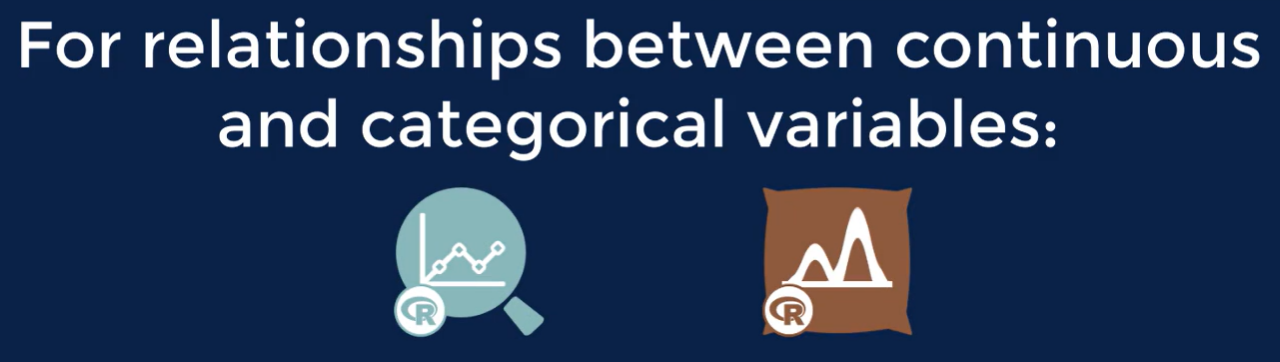 For relationships between continuous
and categorical variables:
R
R